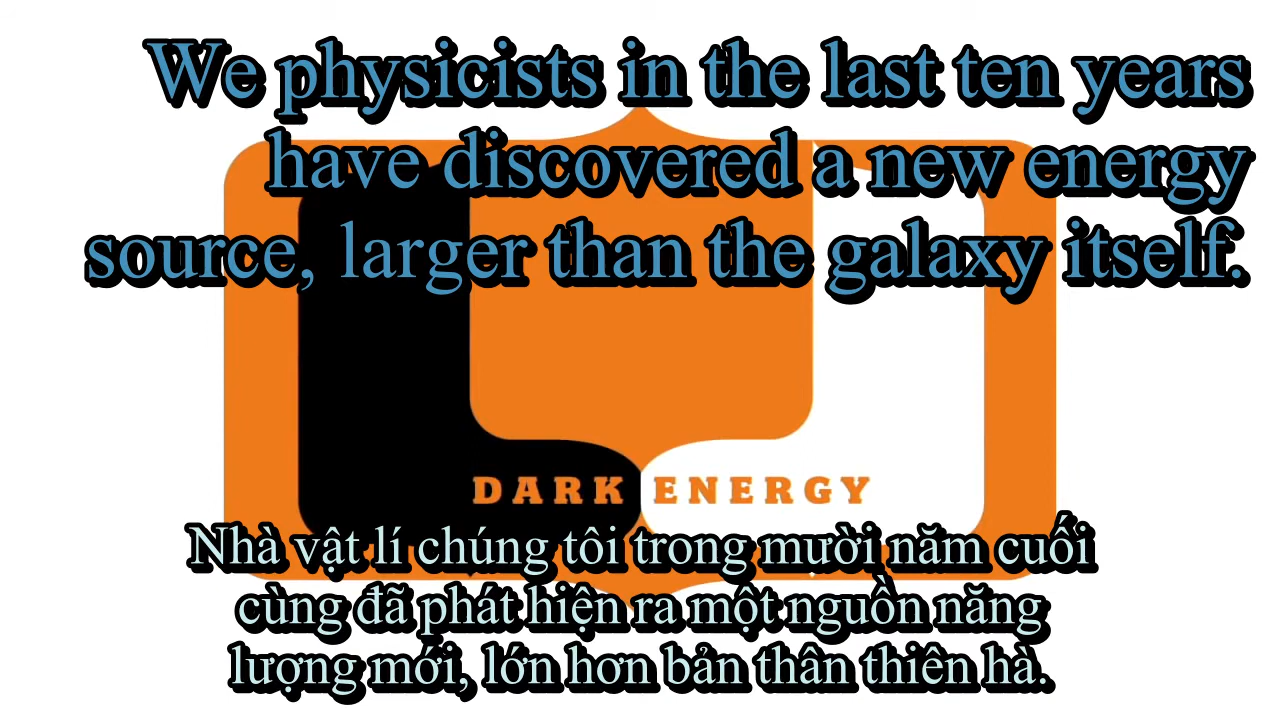 We physicists in the last ten years
have discovered a new energy
source, larger than the galaxy itself.
DARK ENERGY
Nhà vật lí chúng tôi trong mười năm cuối
cùng đã phát hiện ra một nguồn năng
lượng mới, lớn hơn bản thân thiên hà.